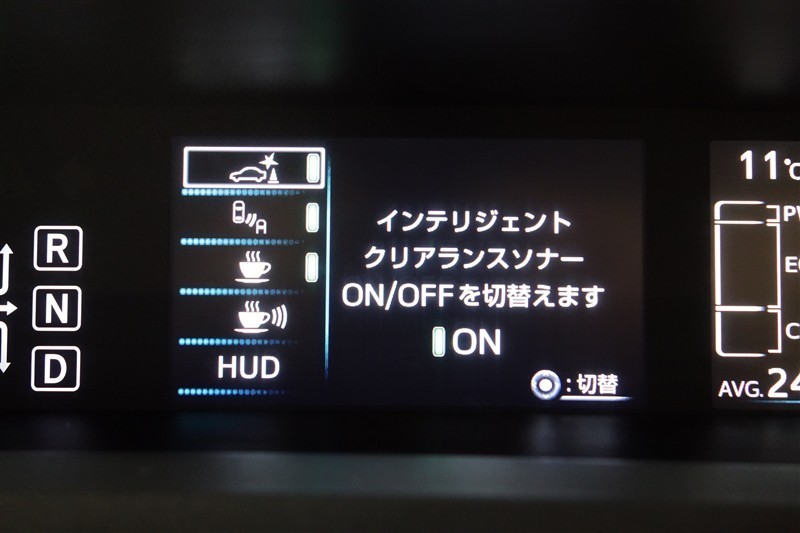 R
N
D
A
HUD
インテリジェント
クリアランスソナー
ON/OFFを切替えます
ON
:切替
11℃
AVG.24